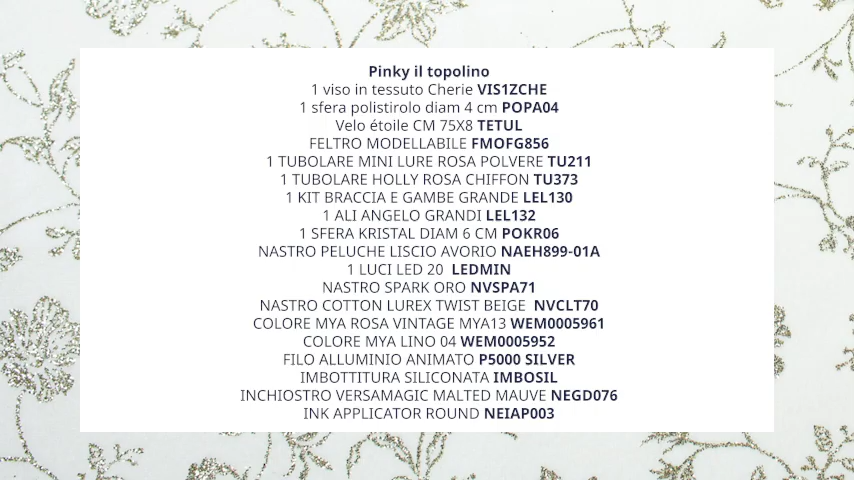 Pinky il topolino
1 viso in tessuto Cherie VIS1ZCHE
1 sfera polistirolo diam 4 cm POPA04
Velo étoile CM 75X8 TETUL
FELTRO MODELLABILE FMOFG856
1 TUBOLARE MINI LURE ROSA POLVERE TU211
1 TUBOLARE HOLLY ROSA CHIFFON TU373
1 KIT BRACCIA E GAMBE GRANDE LEL130
1 ALI ANGELO GRANDI LEL132
1 SFERA KRISTAL DIAM 6 CM POKR06
NASTRO PELUCHE LISCIO AVORIO NAEH899-01A
1 LUCI LED 20 LEDMIN
NASTRO SPARK ORO NVSPA71
NASTRO COTTON LUREX TWIST BEIGE NVCLT70
COLORE MYA ROSA VINTAGE MYA13 WEM0005961
COLORE MYA LINO 04 WEM0005952
FILO ALLUMINIO ANIMATO P5000 SILVER
IMBOTTITURA SILICONATA IMBOSIL
INCHIOSTRO VERSAMAGIC MALTED MAUVE NEGD076
INK APPLICATOR ROUND NEIAP003